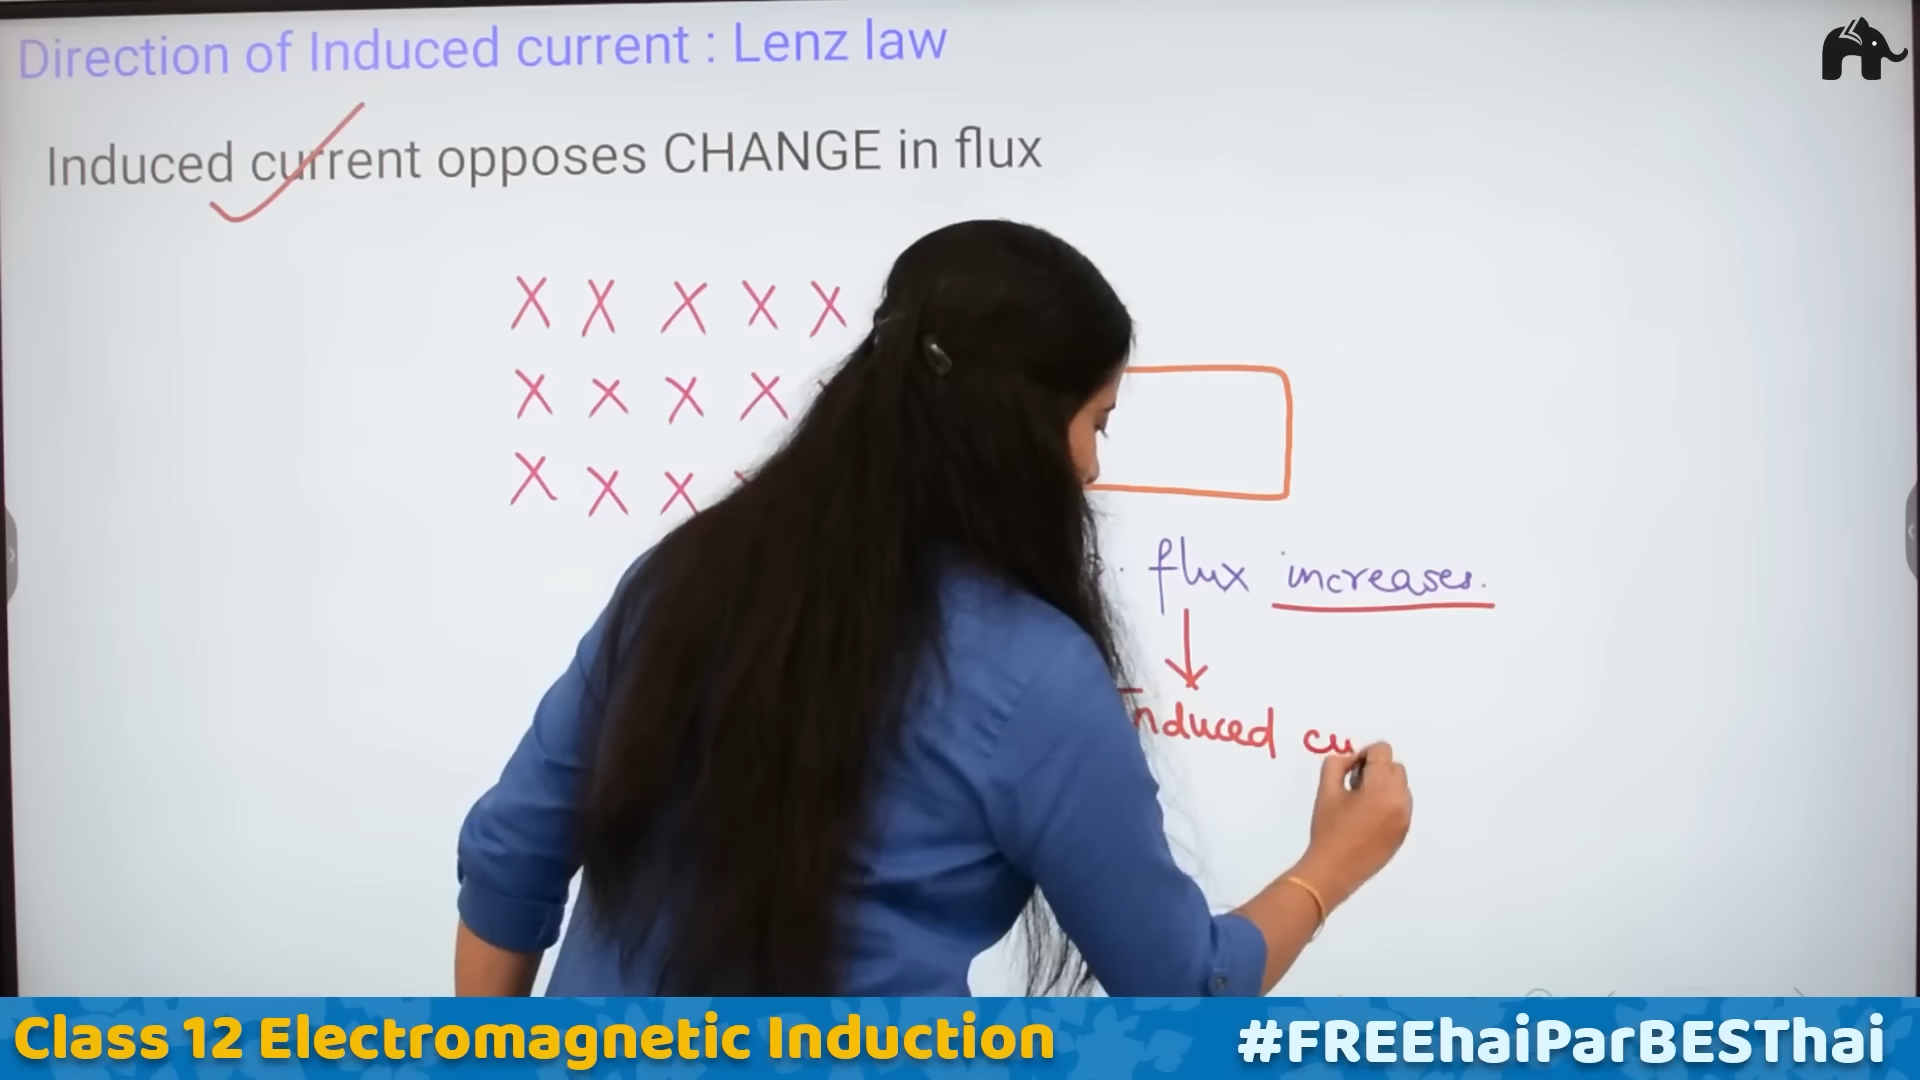 Direction of Induced current : Lenz law
Induced current opposes CHANGE in flux
X X X X X
X X X X
X X X
flux increases.
Induced cu
Class 12 Electromagnetic Induction
#FREEhaiParBESThai